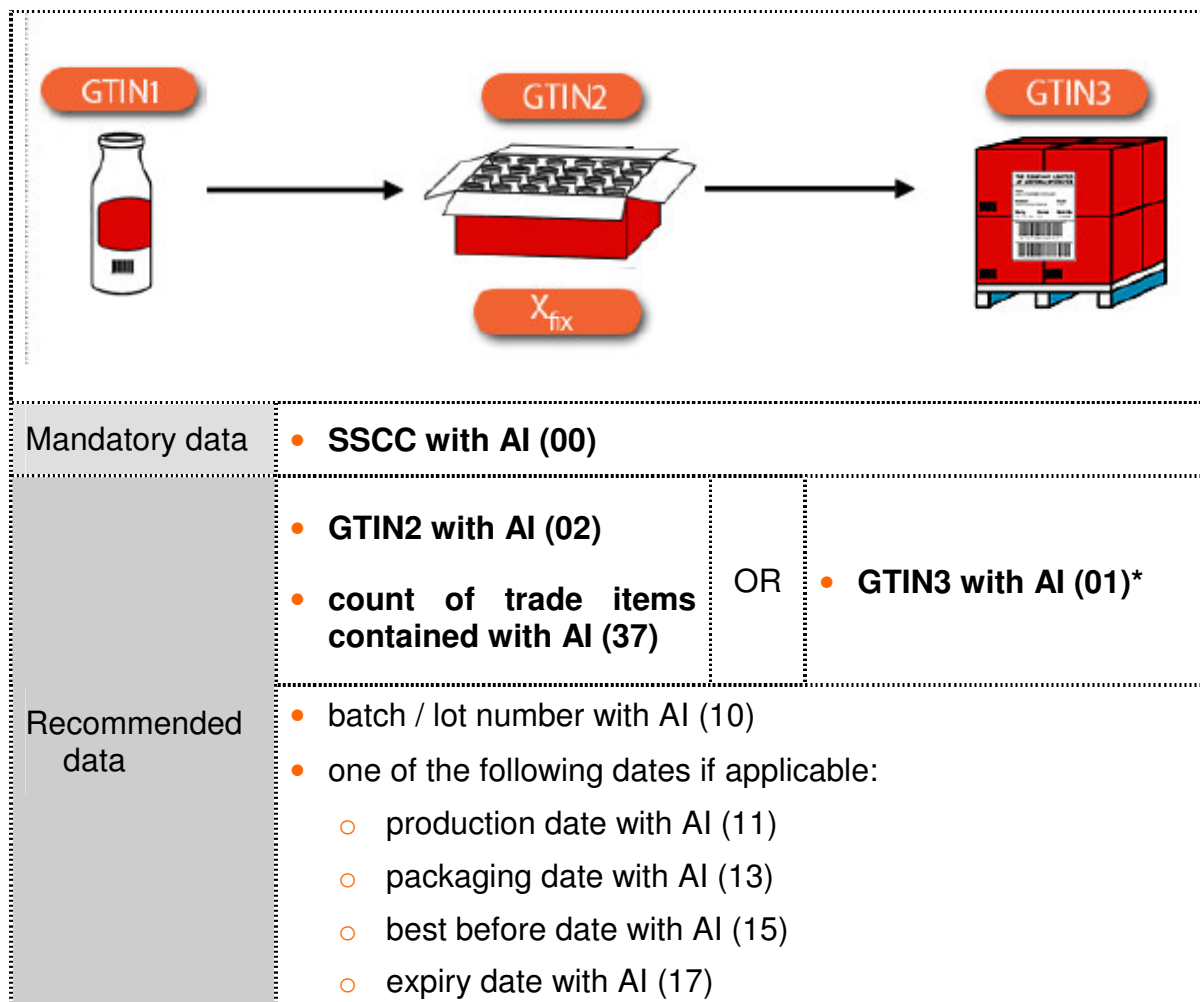 GTIN1
GTIN2
GTIN3
Xfix
Mandatory data
• SSCC with AI (00)
Recommended
data
• GTIN2 with AI (02)
• count of trade items
contained with AI (37)
OR
• GTIN3 with AI (01)*
• batch / lot number with AI (10)
• one of the following dates if applicable:
○ production date with AI (11)
○ packaging date with AI (13)
○ best before date with AI (15)
○ expiry date with AI (17)